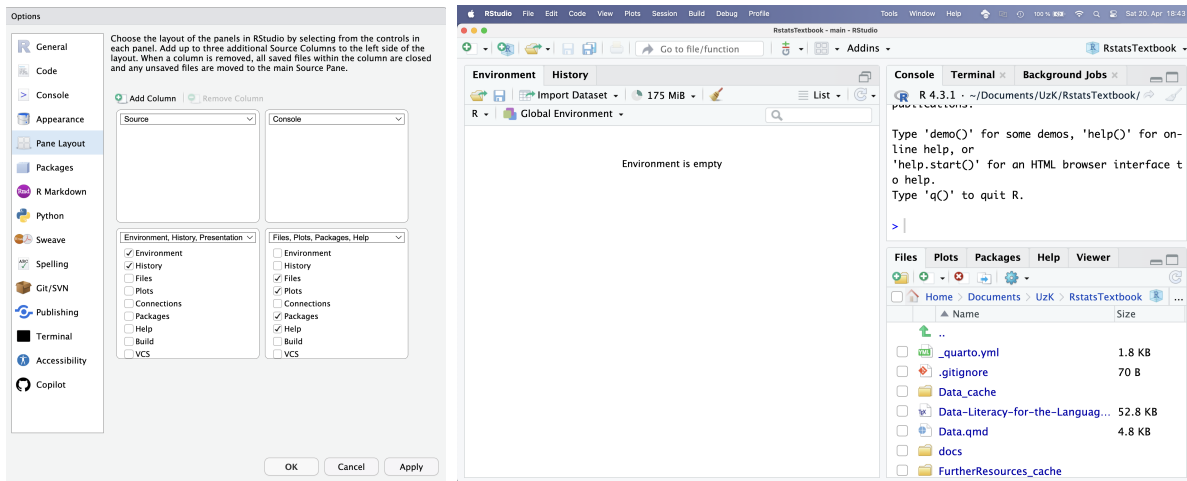 Options
General
Code
Console
Appearance
Pane Layout
Packages
Rmd R Markdown
Python
Sweave
ABC Spelling
Git/SVN
Publishing
Terminal
Accessibility
Copilot
Choose the layout of the panels in RStudio by selecting from the controls in
each panel. Add up to three additional Source Columns to the left side of the
layout. When a column is removed, all saved files within the column are closed
and any unsaved files are moved to the main Source Pane.
Add Column Remove Column
Source
Console
Environment, History, Presentation
Environment
History
Files
Plots
Connections
Packages
Help
Build
VCS
Files, Plots, Packages, Help
Environment
History
Files
Plots
Connections
Packages
Help
Build
VCS
OK Cancel Apply
RStudio File Edit Code View Plots Session Build Debug Profile Tools Window Help 100 % Sat 20. Apr 18:43
RstatsTextbook - main - RStudio
Go to file/function Addins RstatsTextbook
Environment History
Import Dataset 175 MiB List
R Global Environment
Environment is empty
Console Terminal Background Jobs
R 4.3.1 · ~/Documents/UzK/RstatsTextbook/
publications.
Type 'demo()' for some demos, 'help()' for on-
line help, or
'help.start()' for an HTML browser interface t
o help.
Type 'q()' to quit R.
>
Files Plots Packages Help Viewer
Home Documents UzK RstatsTextbook ...
Name Size
..
YML _quarto.yml 1.8 KB
.gitignore 70 B
Data_cache
Data-Literacy-for-the-Languag... 52.8 KB
Data.qmd 4.8 KB
docs
FurtherResources_cache